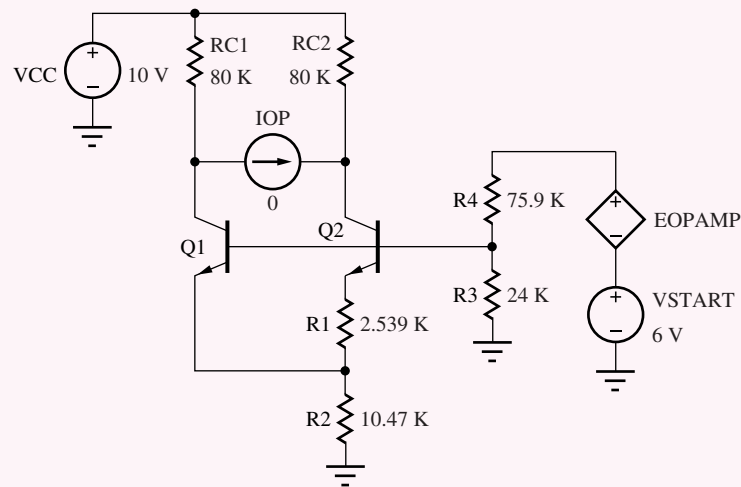 RC1
80 K
RC2
80 K
VCC
+
−
10 V
IOP
0
Q1
Q2
R4
75.9 K
+
−
EOPAMP
R1
2.539 K
R3
24 K
+
−
VSTART
6 V
R2
10.47 K